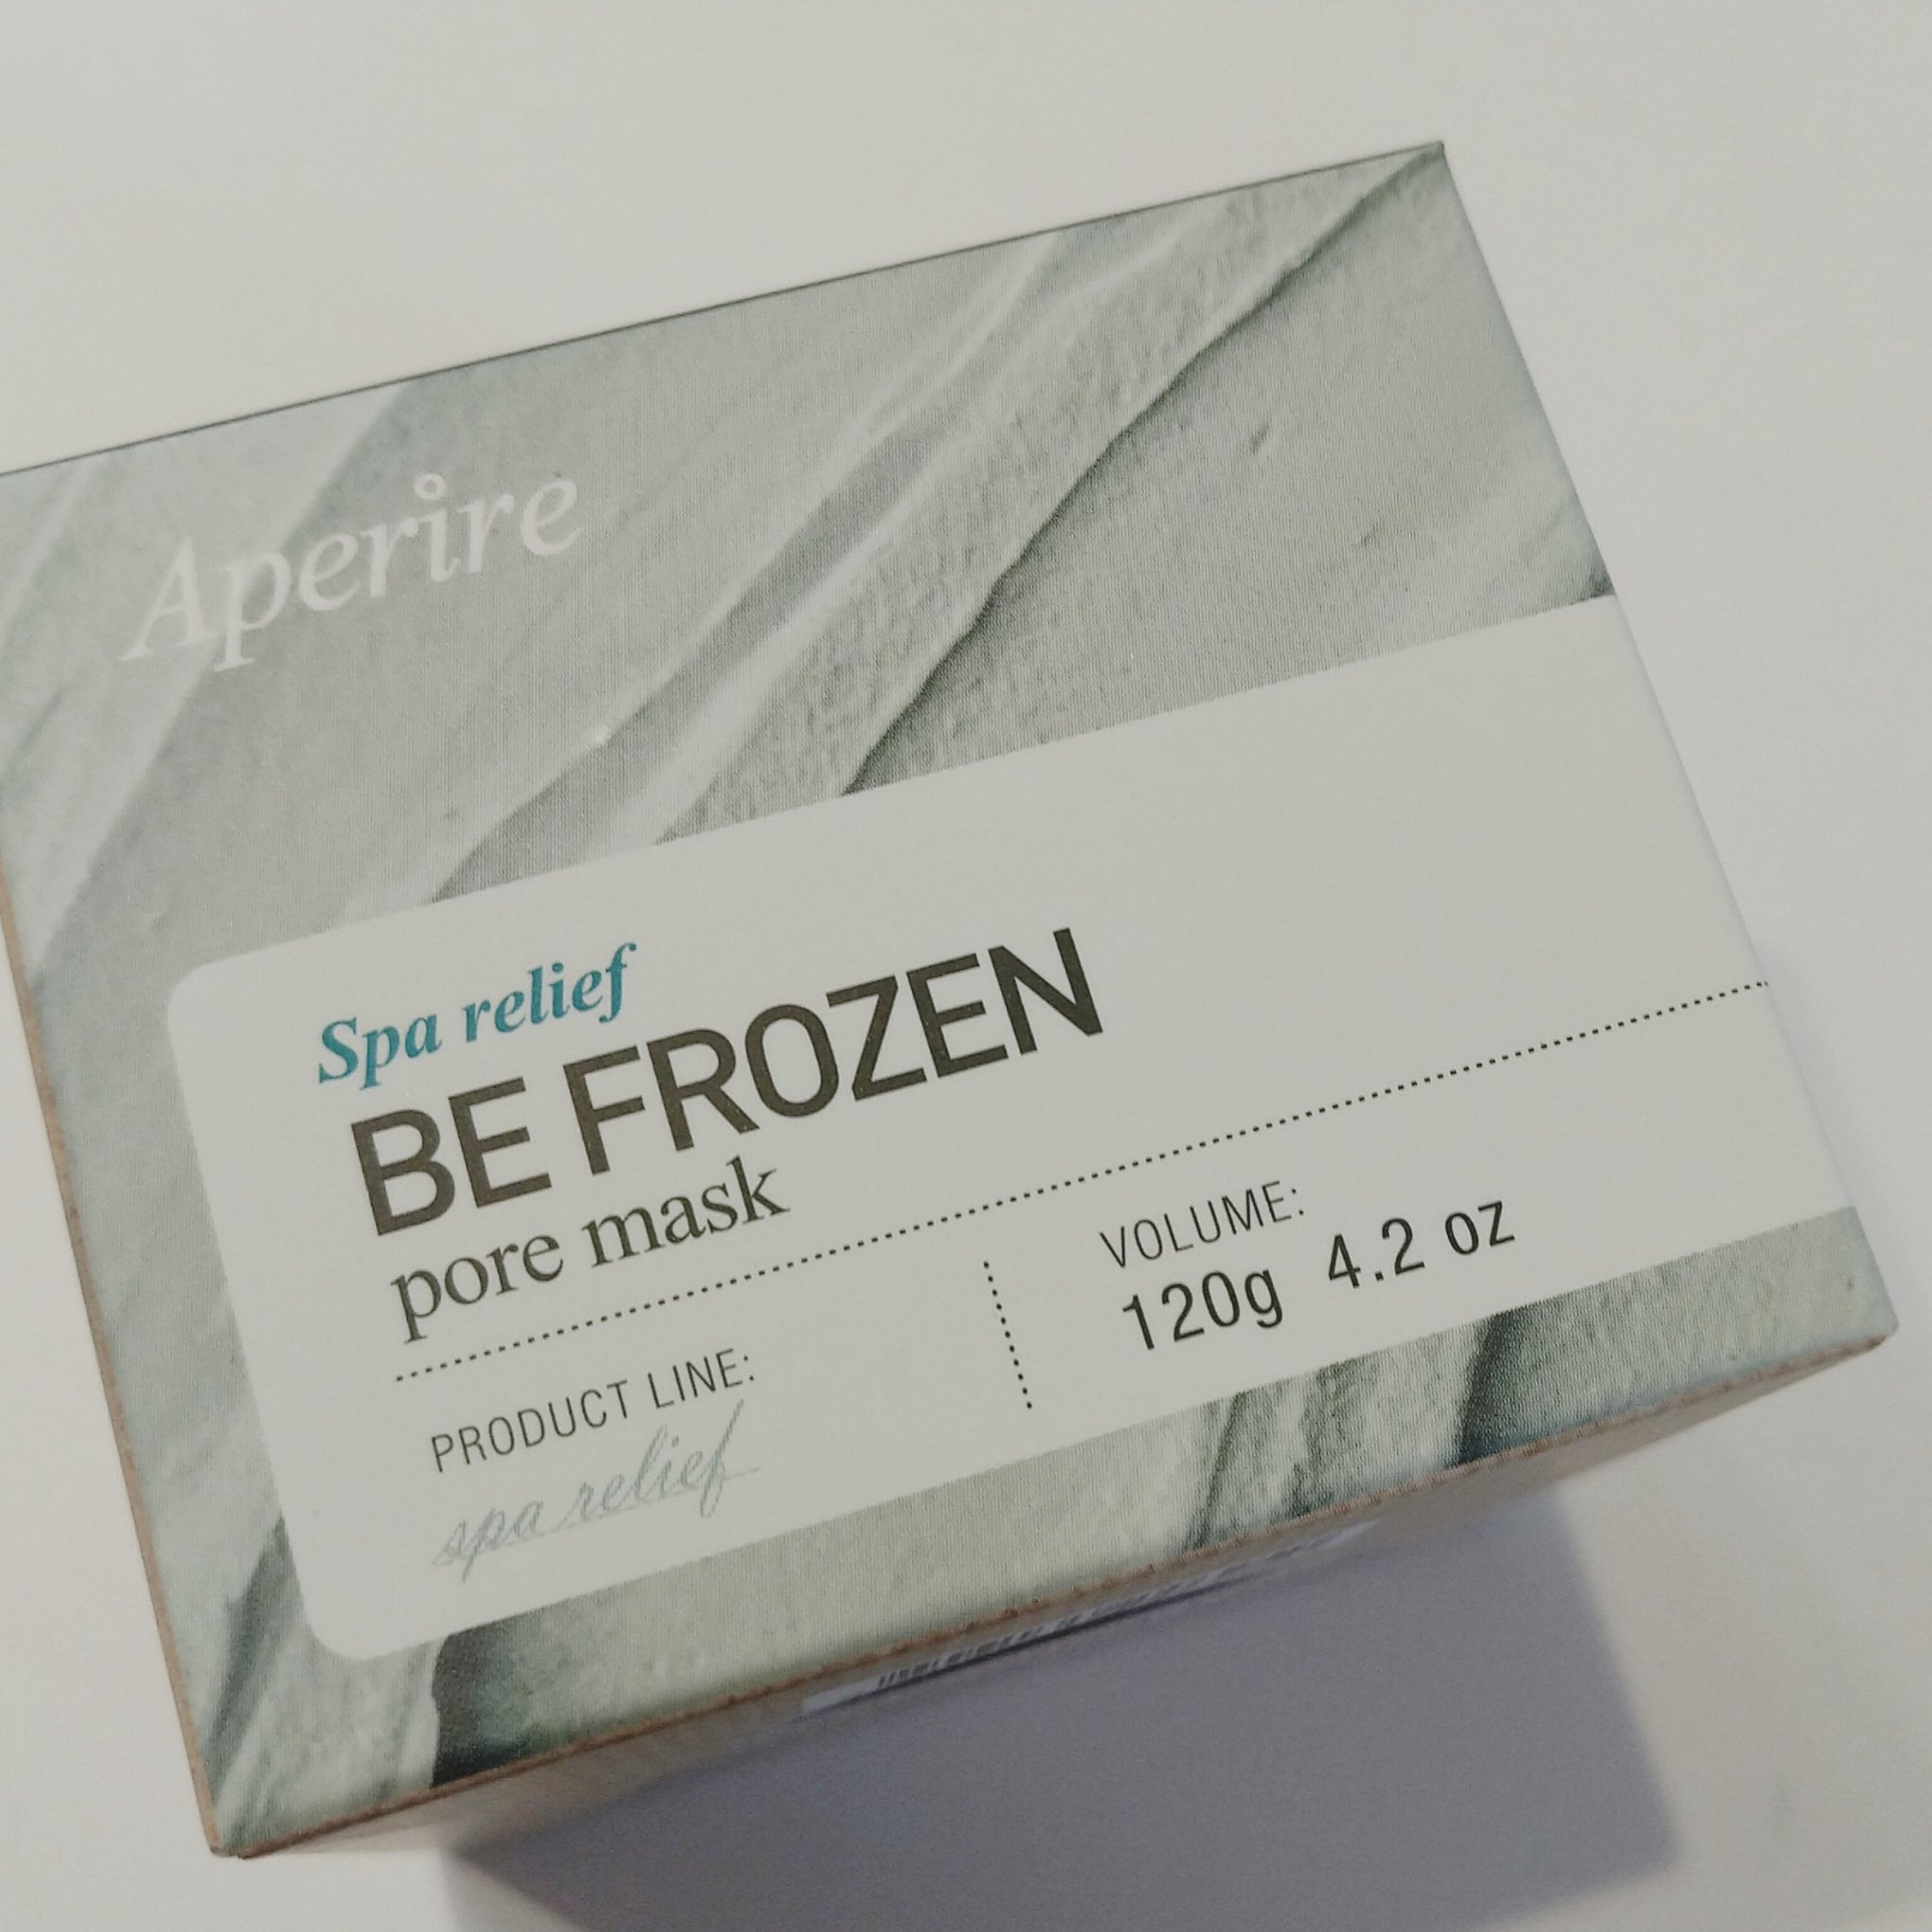 Aperire
Spa relief
BE FROZEN
pore mask
PRODUCT LINE:
spa relief
VOLUME:
120g 4.2 oz